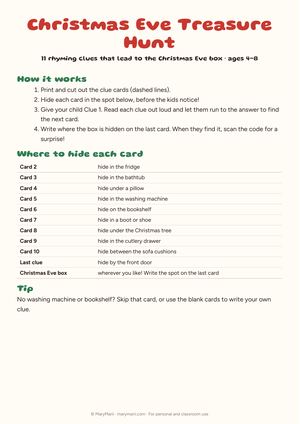 Christmas Eve Treasure
Hunt
11 rhyming clues that lead to the Christmas Eve box · ages 4–8
How it works
1. Print and cut out the clue cards (dashed lines).
2. Hide each card in the spot below, before the kids notice!
3. Give your child Clue 1. Read each clue out loud and let them run to the answer to find
the next card.
4. Write where the box is hidden on the last card. When they find it, scan the code for a
surprise!
Where to hide each card
Card 2 hide in the fridge
Card 3 hide in the bathtub
Card 4 hide under a pillow
Card 5 hide in the washing machine
Card 6 hide on the bookshelf
Card 7 hide in a boot or shoe
Card 8 hide under the Christmas tree
Card 9 hide in the cutlery drawer
Card 10 hide between the sofa cushions
Last clue hide by the front door
Christmas Eve box wherever you like! Write the spot on the last card
Tip
No washing machine or bookshelf? Skip that card, or use the blank cards to write your own
clue.
© MaryMarii · marymarii.com · For personal and classroom use